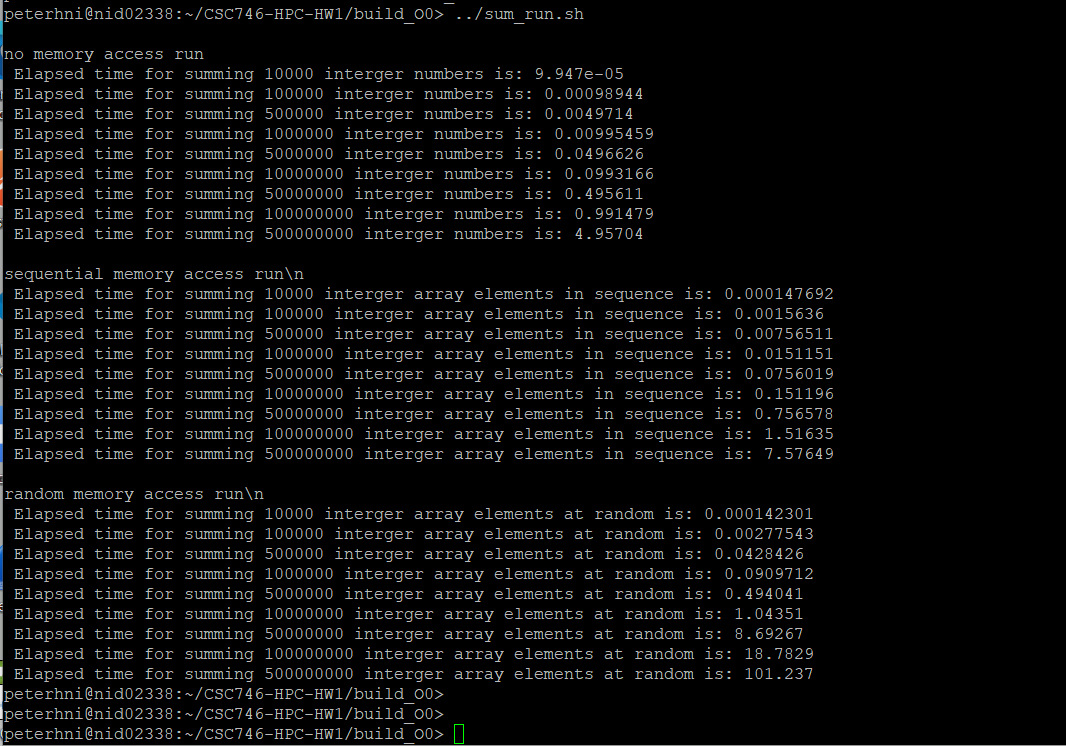 peterhni@nid02338:~/CSC746-HPC-HW1/build_O0> ../sum_run.sh
no memory access run
Elapsed time for summing 10000 interger numbers is: 9.947e-05
Elapsed time for summing 100000 interger numbers is: 0.00098944
Elapsed time for summing 500000 interger numbers is: 0.0049714
Elapsed time for summing 1000000 interger numbers is: 0.00995459
Elapsed time for summing 5000000 interger numbers is: 0.0496626
Elapsed time for summing 10000000 interger numbers is: 0.0993166
Elapsed time for summing 50000000 interger numbers is: 0.495611
Elapsed time for summing 100000000 interger numbers is: 0.991479
Elapsed time for summing 500000000 interger numbers is: 4.95704
sequential memory access run\n
Elapsed time for summing 10000 interger array elements in sequence is: 0.000147692
Elapsed time for summing 100000 interger array elements in sequence is: 0.0015636
Elapsed time for summing 500000 interger array elements in sequence is: 0.00756511
Elapsed time for summing 1000000 interger array elements in sequence is: 0.0151151
Elapsed time for summing 5000000 interger array elements in sequence is: 0.0756019
Elapsed time for summing 10000000 interger array elements in sequence is: 0.151196
Elapsed time for summing 50000000 interger array elements in sequence is: 0.756578
Elapsed time for summing 100000000 interger array elements in sequence is: 1.51635
Elapsed time for summing 500000000 interger array elements in sequence is: 7.57649
random memory access run\n
Elapsed time for summing 10000 interger array elements at random is: 0.000142301
Elapsed time for summing 100000 interger array elements at random is: 0.00277543
Elapsed time for summing 500000 interger array elements at random is: 0.0428426
Elapsed time for summing 1000000 interger array elements at random is: 0.0909712
Elapsed time for summing 5000000 interger array elements at random is: 0.494041
Elapsed time for summing 10000000 interger array elements at random is: 1.04351
Elapsed time for summing 50000000 interger array elements at random is: 8.69267
Elapsed time for summing 100000000 interger array elements at random is: 18.7829
Elapsed time for summing 500000000 interger array elements at random is: 101.237
peterhni@nid02338:~/CSC746-HPC-HW1/build_O0>
peterhni@nid02338:~/CSC746-HPC-HW1/build_O0>
peterhni@nid02338:~/CSC746-HPC-HW1/build_O0>